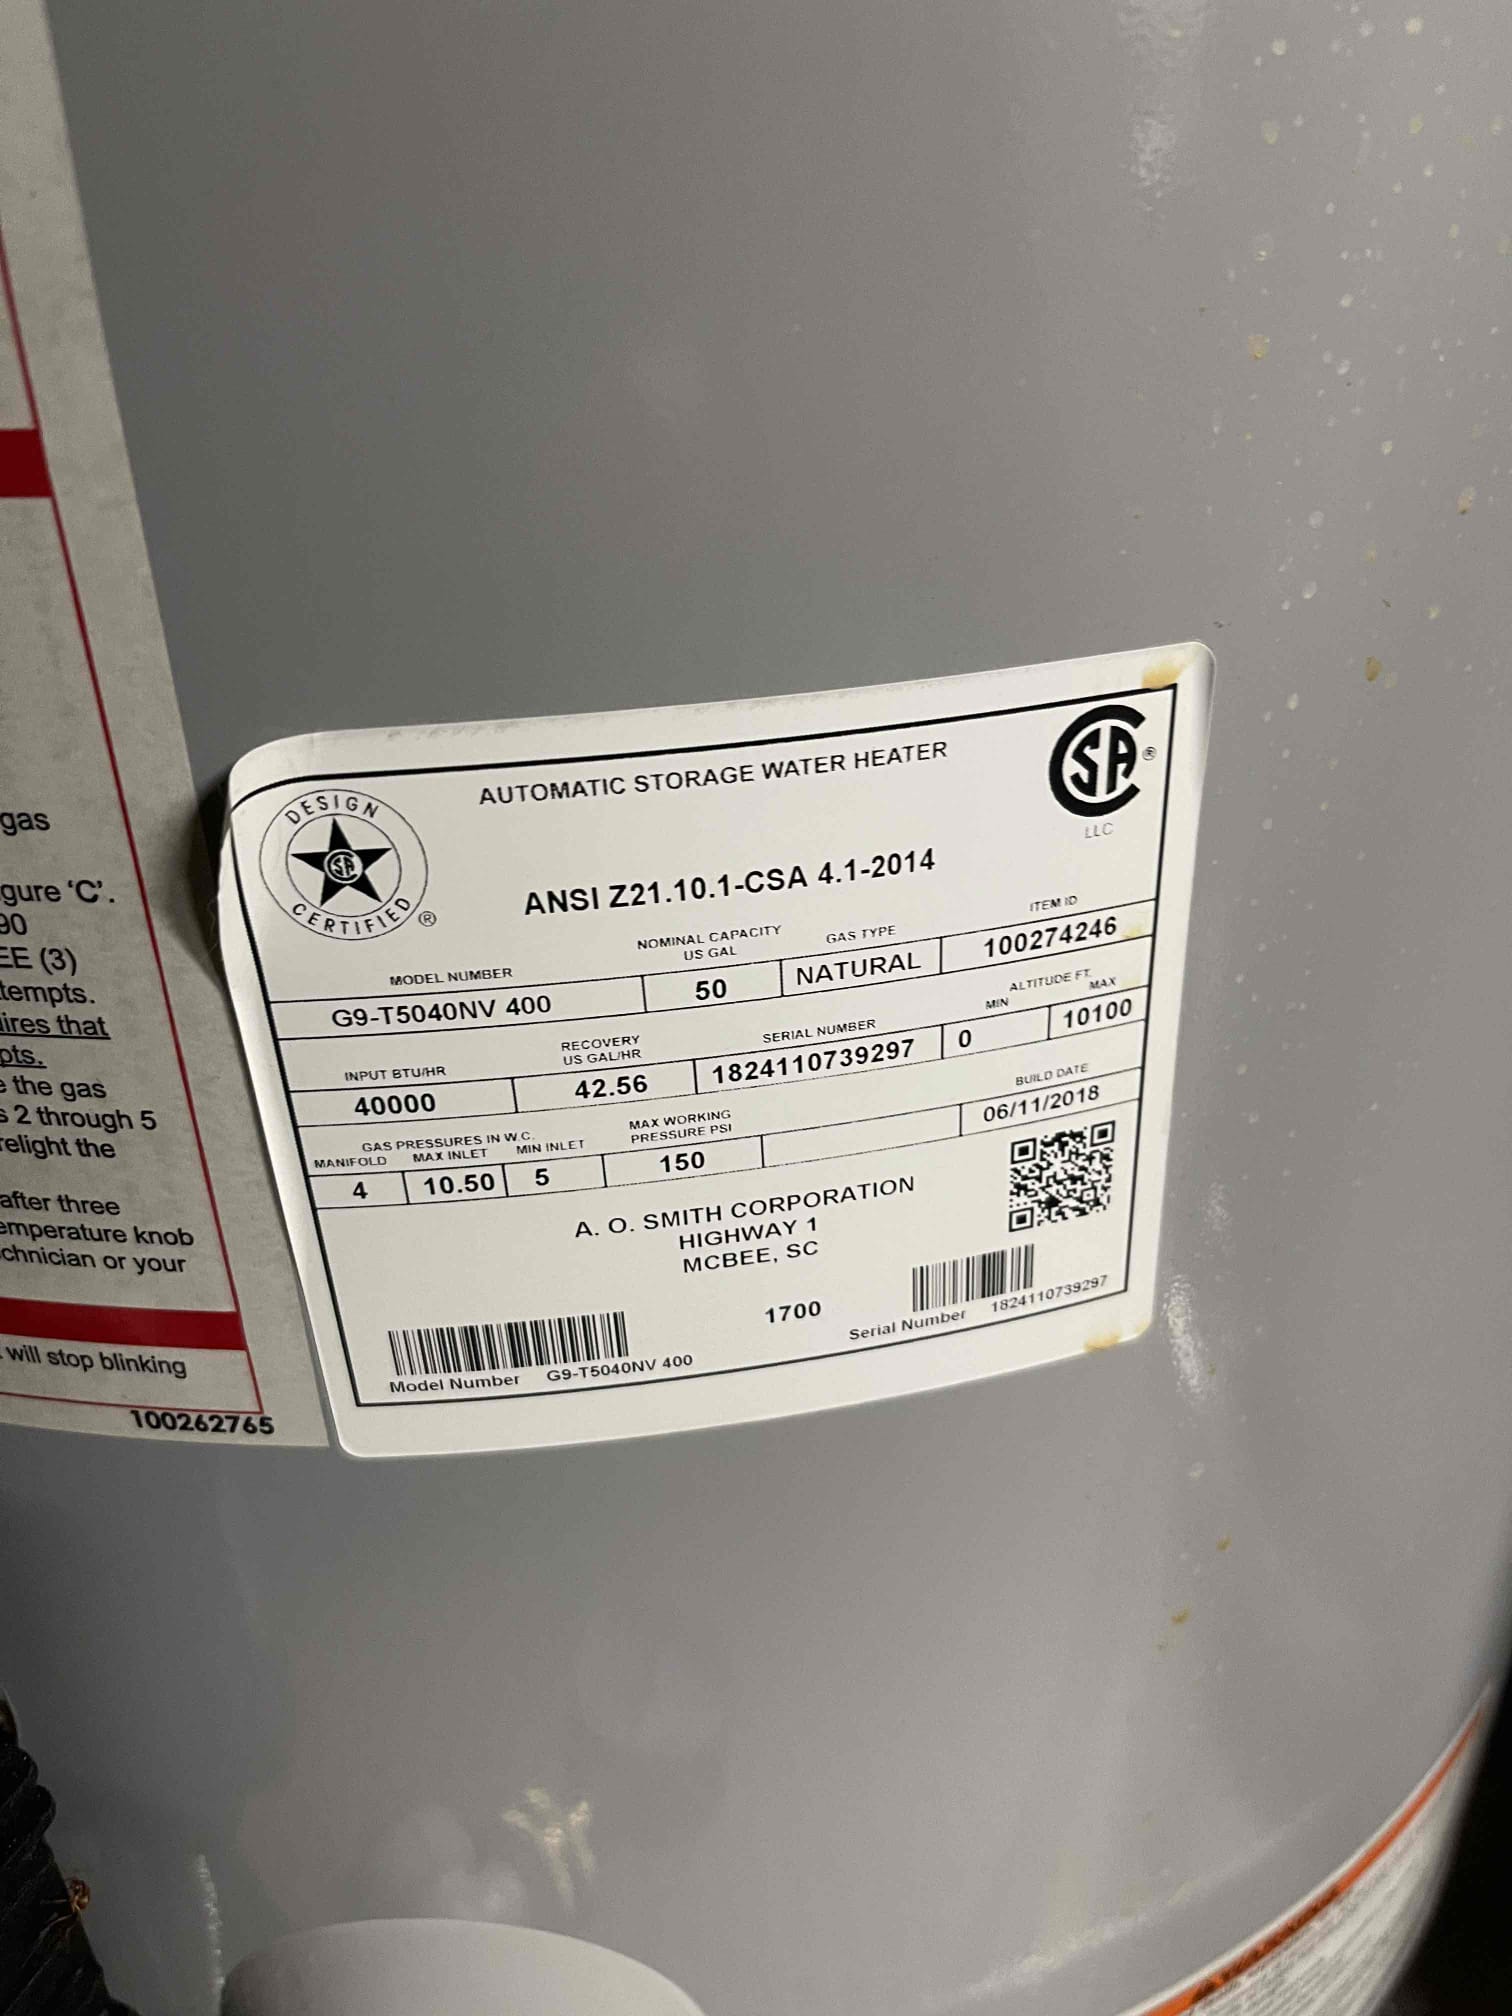 gas
gure ‘C’.
90
EE (3)
tempts.
ires that
pts.
e the gas
s 2 through 5
relight the
after three
emperature knob
chnician or your
will stop blinking
100262765
DESIGN
SA
CERTIFIED ®
AUTOMATIC STORAGE WATER HEATER
SA ®
LLC
ANSI Z21.10.1-CSA 4.1-2014
MODEL NUMBER NOMINAL CAPACITY US GAL GAS TYPE ITEM ID
G9-T5040NV 400 50 NATURAL 100274246
INPUT BTU/HR RECOVERY US GAL/HR SERIAL NUMBER ALTITUDE FT. MIN MAX
40000 42.56 1824110739297 0 10100
GAS PRESSURES IN W.C. MAX WORKING BUILD DATE
MANIFOLD MAX INLET MIN INLET PRESSURE PSI
4 10.50 5 150 06/11/2018
A. O. SMITH CORPORATION
HIGHWAY 1
MCBEE, SC
1700
Model Number G9-T5040NV 400
Serial Number 1824110739297